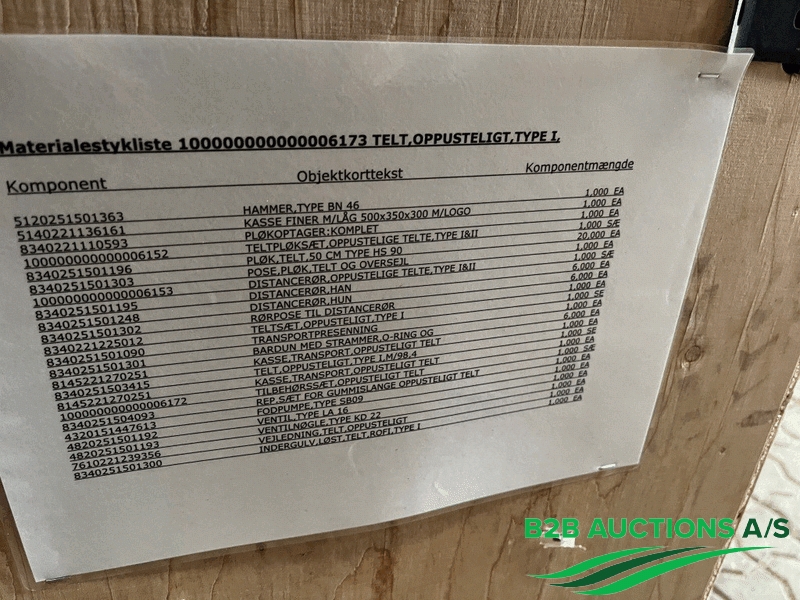 Materialestykliste 100000000000006173 TELT,OPPUSTELIGT,TYPE I,
Komponent Objektkorttekst Komponentmængde
5120251501363 HAMMER,TYPE BN 46 1,000 EA
5140221136161 KASSE FINER M/LÅG 500x350x300 M/LOGO 1,000 EA
8340221110593 PLØKOPTAGER;KOMPLET 1,000 EA
100000000000006152 TELTPLØKSÆT,OPPUSTELIGE TELTE,TYPE I&II 1,000 SÆ
8340251501196 PLØK,TELT,50 CM TYPE HS 90 20,000 EA
8340251501303 POSE,PLØK,TELT OG OVERSEJL 1,000 EA
100000000000006153 DISTANCERØR,OPPUSTELIGE TELTE,TYPE I&II 1,000 SÆ
8340251501195 DISTANCERØR,HAN 6,000 EA
8340251501248 DISTANCERØR,HUN 6,000 EA
8340251501302 RØRPOSE TIL DISTANCERØR 1,000 EA
8340221225012 TELTSÆT,OPPUSTELIGT,TYPE I 1,000 SE
8340251501090 TRANSPORTPRESENNING 1,000 EA
8340251501301 BARDUN MED STRAMMER,O-RING OG 6,000 EA
8145221270251 KASSE,TRANSPORT,OPPUSTELIGT TELT 1,000 EA
8340251503415 TELT,OPPUSTELIGT,TYPE I,M/98,4 1,000 SE
8145221270251 KASSE,TRANSPORT,OPPUSTELIGT TELT 1,000 EA
100000000000006172 TILBEHØRSSÆT,OPPUSTELIGT TELT 1,000 SÆ
8340251504093 REP.SÆT FOR GUMMISLANGE OPPUSTELIGT TELT 1,000 EA
4320151447613 FODPUMPE,TYPE SB09 1,000 EA
4820251501192 VENTIL,TYPE LA 16 1,000 EA
4820251501193 VENTILNØGLE,TYPE KD 22 1,000 EA
7610221239356 VEJLEDNING,TELT,OPPUSTELIGT 1,000 EA
8340251501300 INDERGULV,LØST,TELT,ROFI,TYPE I 1,000 EA
B2B AUCTIONS A/S